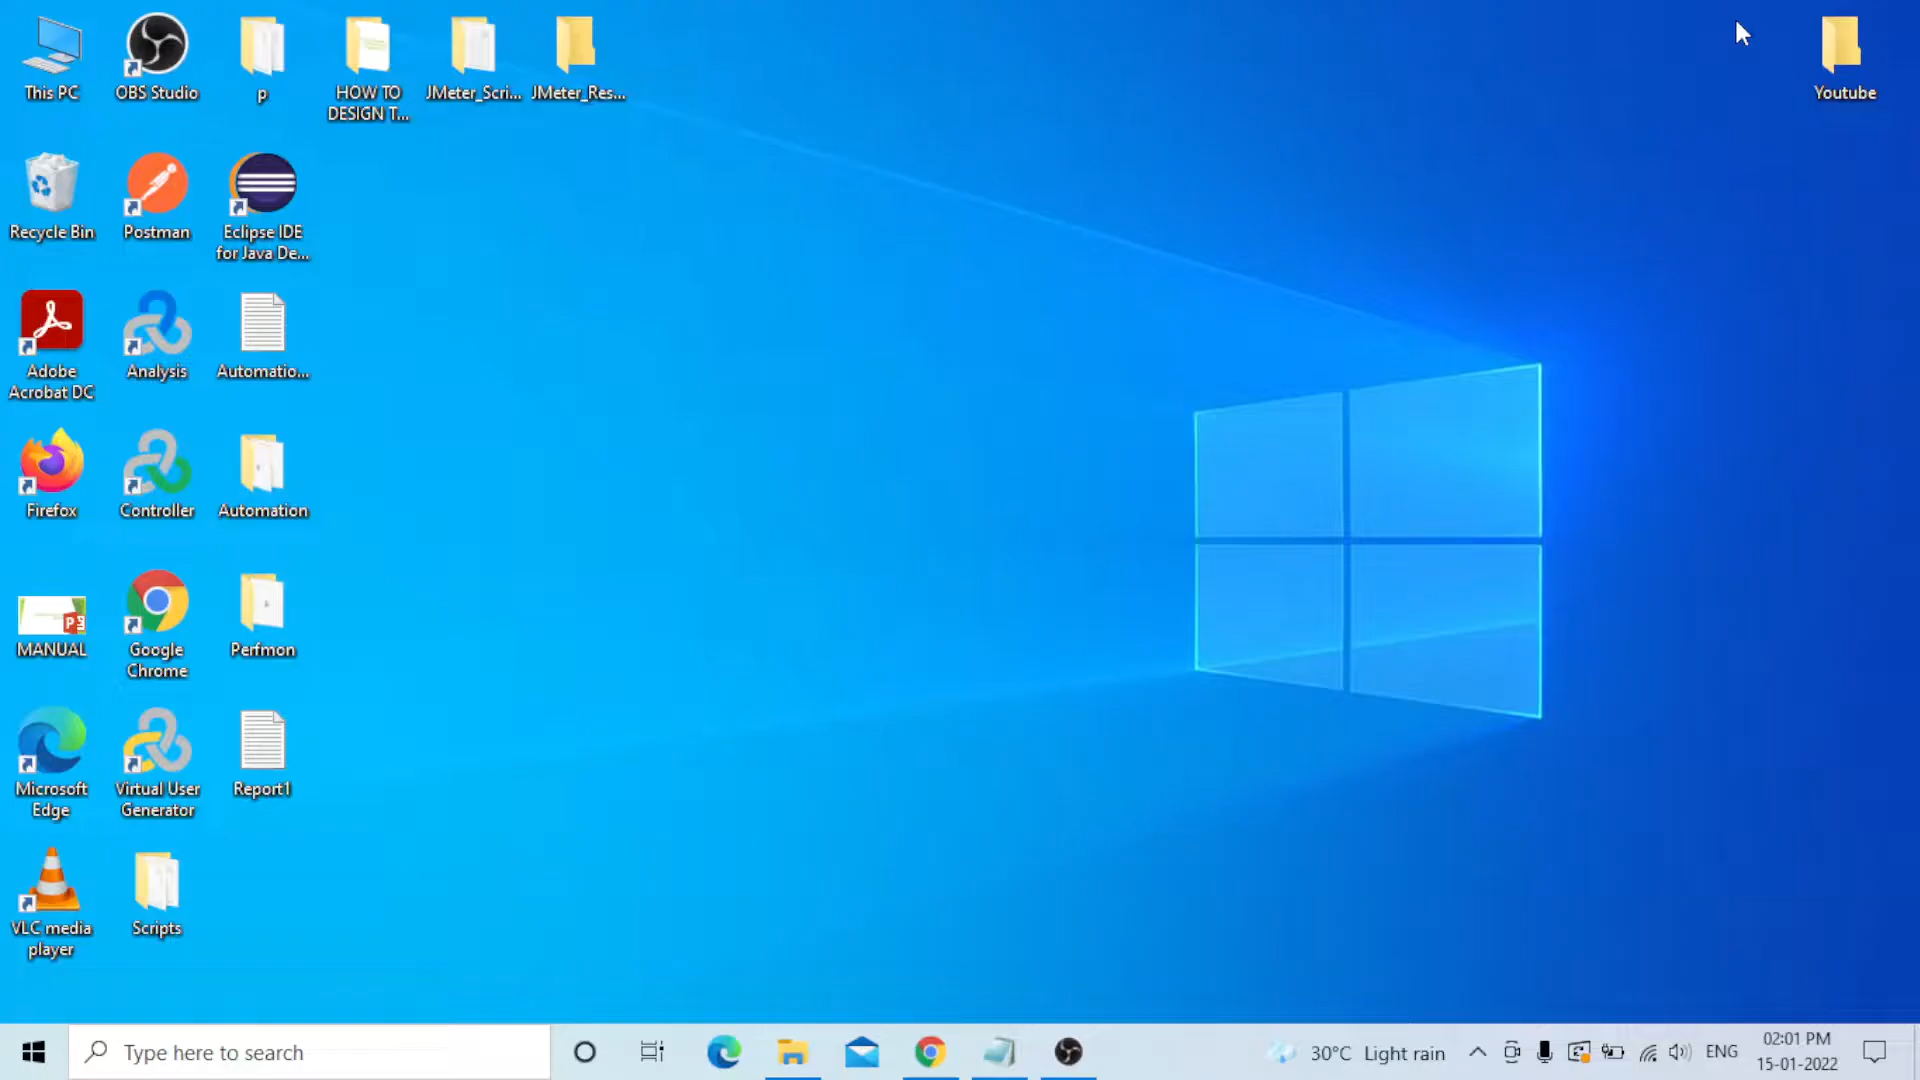 This PC
OBS Studio
p
HOW TO
DESIGN T...
JMeter_Scri...
JMeter_Res...
Youtube
Recycle Bin
Postman
Eclipse IDE
for Java De...
Adobe
Acrobat DC
Analysis
Automatio...
Firefox
Controller
Automation
MANUAL
Google
Chrome
Perfmon
Microsoft
Edge
Virtual User
Generator
Report1
VLC media
player
Scripts
Type here to search
30°C Light rain
ENG
02:01 PM
15-01-2022